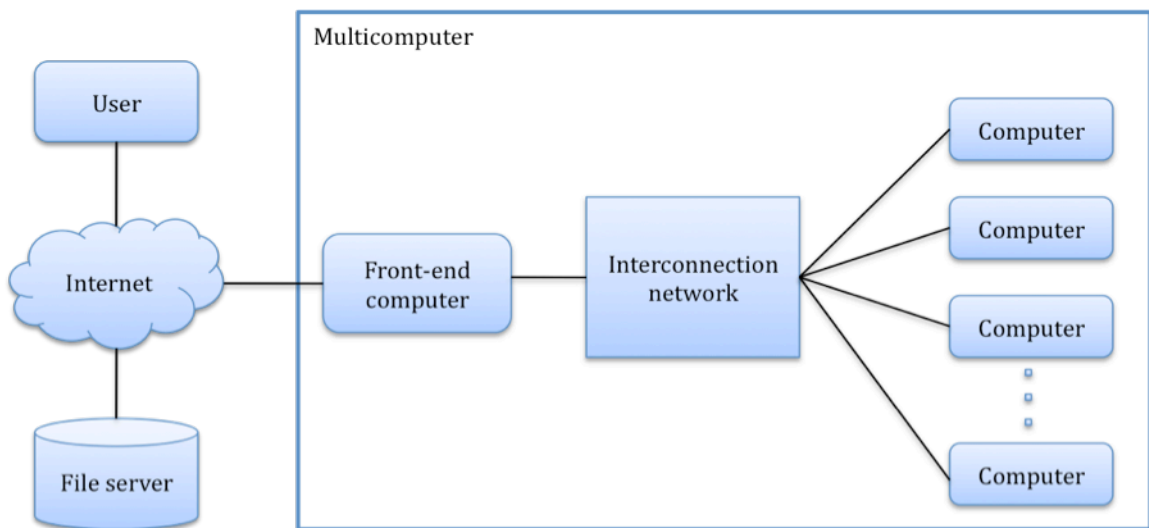 Multicomputer
User
Internet
File server
Front-end
computer
Interconnection
network
Computer
Computer
Computer
Computer